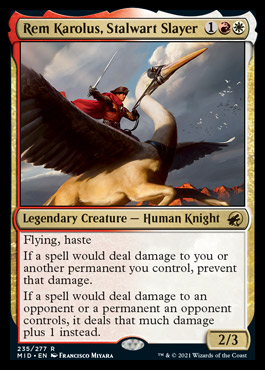 Rem Karolus, Stalwart Slayer 1
Legendary Creature — Human Knight
Flying, haste
If a spell would deal damage to you or
another permanent you control, prevent
that damage.
If a spell would deal damage to an
opponent or a permanent an opponent
controls, it deals that much damage
plus 1 instead.
2/3
235/277 R
MID • EN FRANCISCO MIYARA
™ & © 2021 Wizards of the Coast